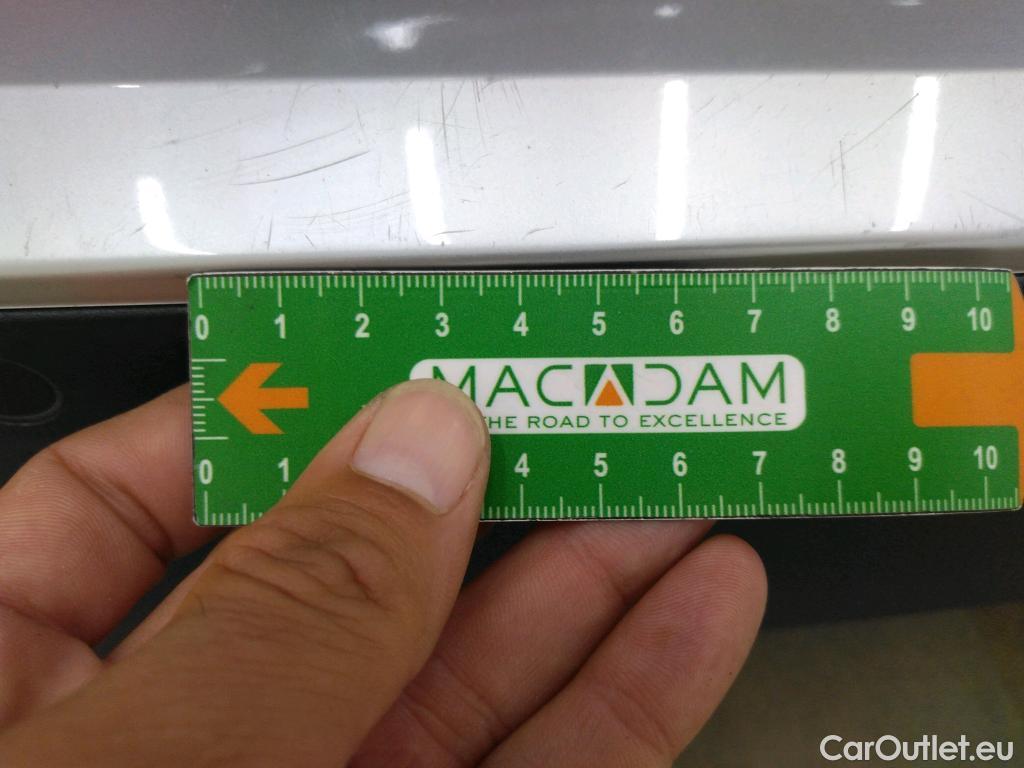 0 1 2 3 4 5 6 7 8 9 10
MACADAM
HE ROAD TO EXCELLENCE
0 1 4 5 6 7 8 9 10
CarOutlet.eu